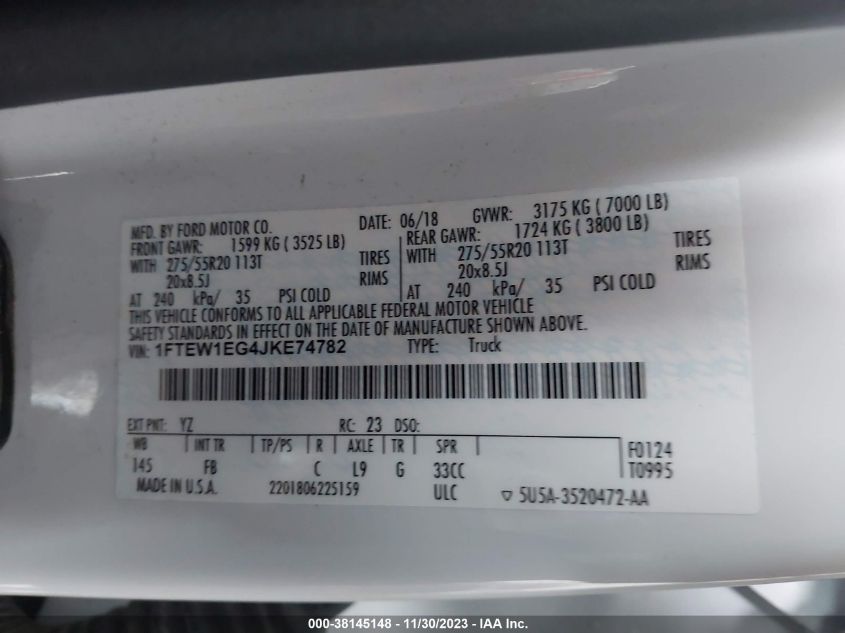 MFD. BY FORD MOTOR CO. DATE: 06/18 GVWR: 3175 KG ( 7000 LB)
FRONT GAWR: 1599 KG ( 3525 LB) REAR GAWR: 1724 KG ( 3800 LB)
WITH 275/55R20 113T TIRES WITH 275/55R20 113T TIRES
20x8.5J RIMS 20x8.5J RIMS
AT 240 kPa/ 35 PSI COLD AT 240 kPa/ 35 PSI COLD
THIS VEHICLE CONFORMS TO ALL APPLICABLE FEDERAL MOTOR VEHICLE
SAFETY STANDARDS IN EFFECT ON THE DATE OF MANUFACTURE SHOWN ABOVE.
VIN: 1FTEW1EG4JKE74782 TYPE: Truck
EXT PNT: YZ RC: 23 DSO:
WB INT TR TP/PS R AXLE TR SPR F0124
145 FB C L9 G 33CC T0995
MADE IN U.S.A. 2201806225159 ULC ▽ 5U5A-3520472-AA
000-38145148 - 11/30/2023 - IAA Inc.